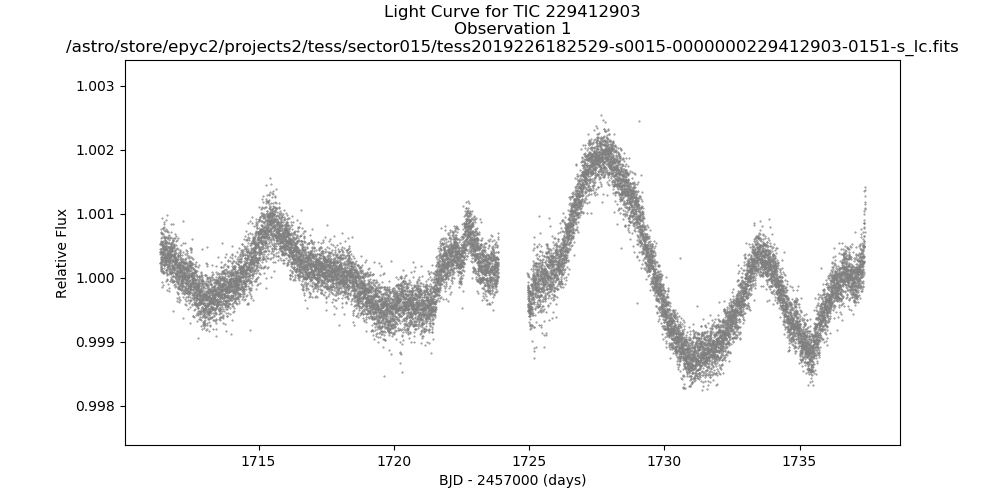 Light Curve for TIC 229412903
Observation 1
/astro/store/epyc2/projects2/tess/sector015/tess2019226182529-s0015-0000000229412903-0151-s_lc.fits
1.003
1.002
1.001
1.000
0.999
0.998
Relative Flux
1715
1720
1725
1730
1735
BJD - 2457000 (days)